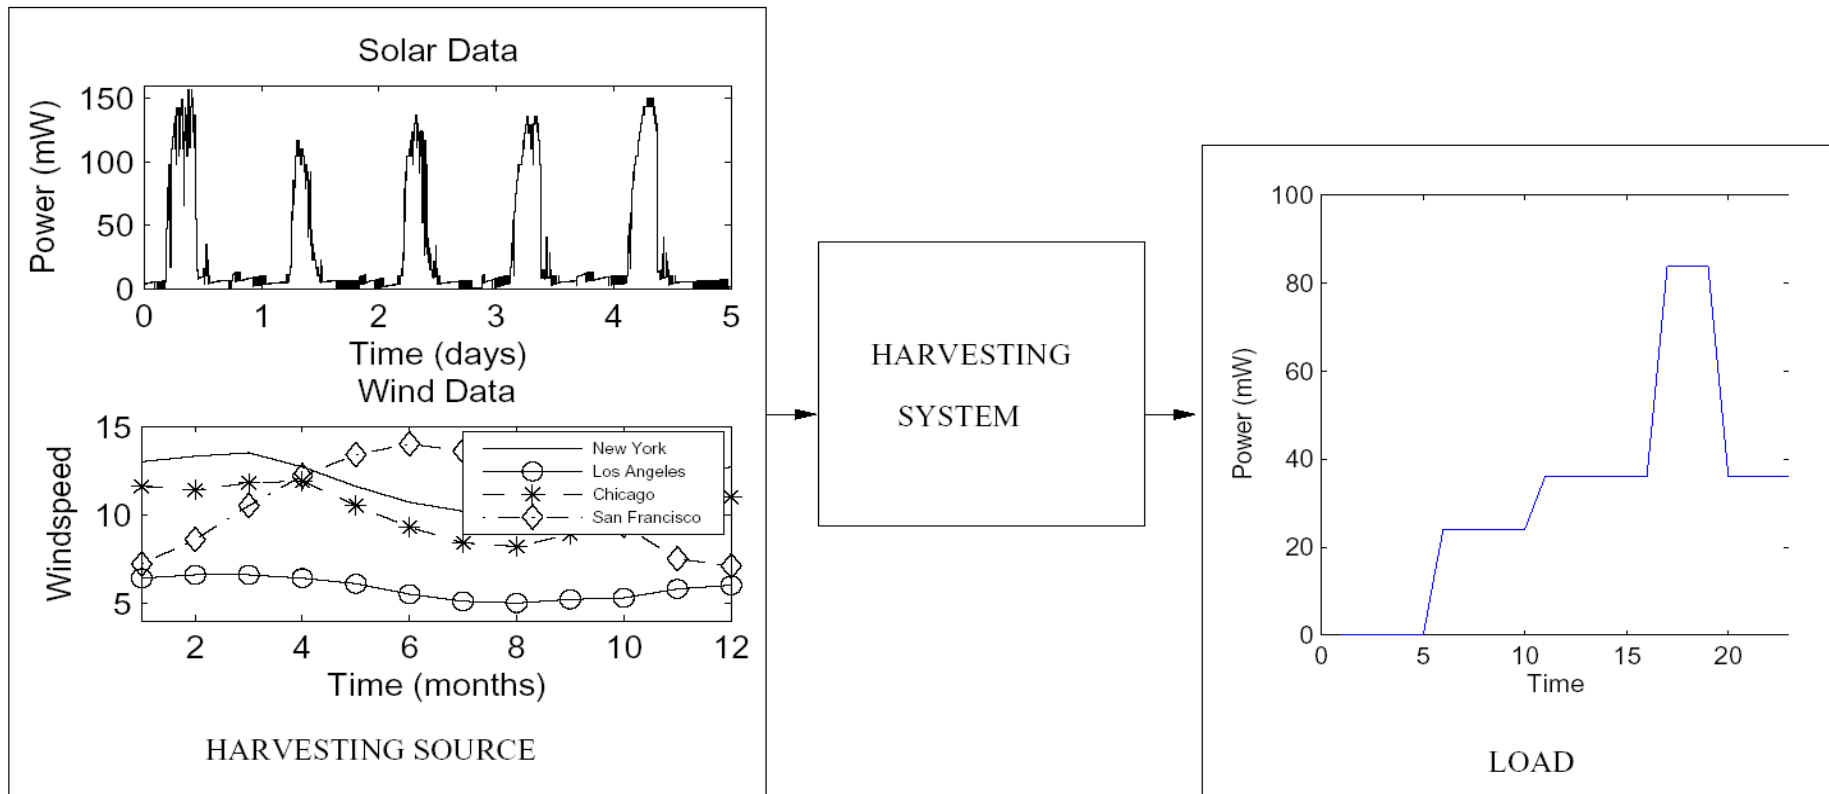 Solar Data
150
100
50
0
Power (mW)
0 1 2 3 4 5
Time (days)
Wind Data
15
10
5
Windspeed
New York
Los Angeles
Chicago
San Francisco
2 4 6 8 10 12
Time (months)
HARVESTING SOURCE
HARVESTING
SYSTEM
100
80
60
40
20
0
Power (mW)
0 5 10 15 20
Time
LOAD